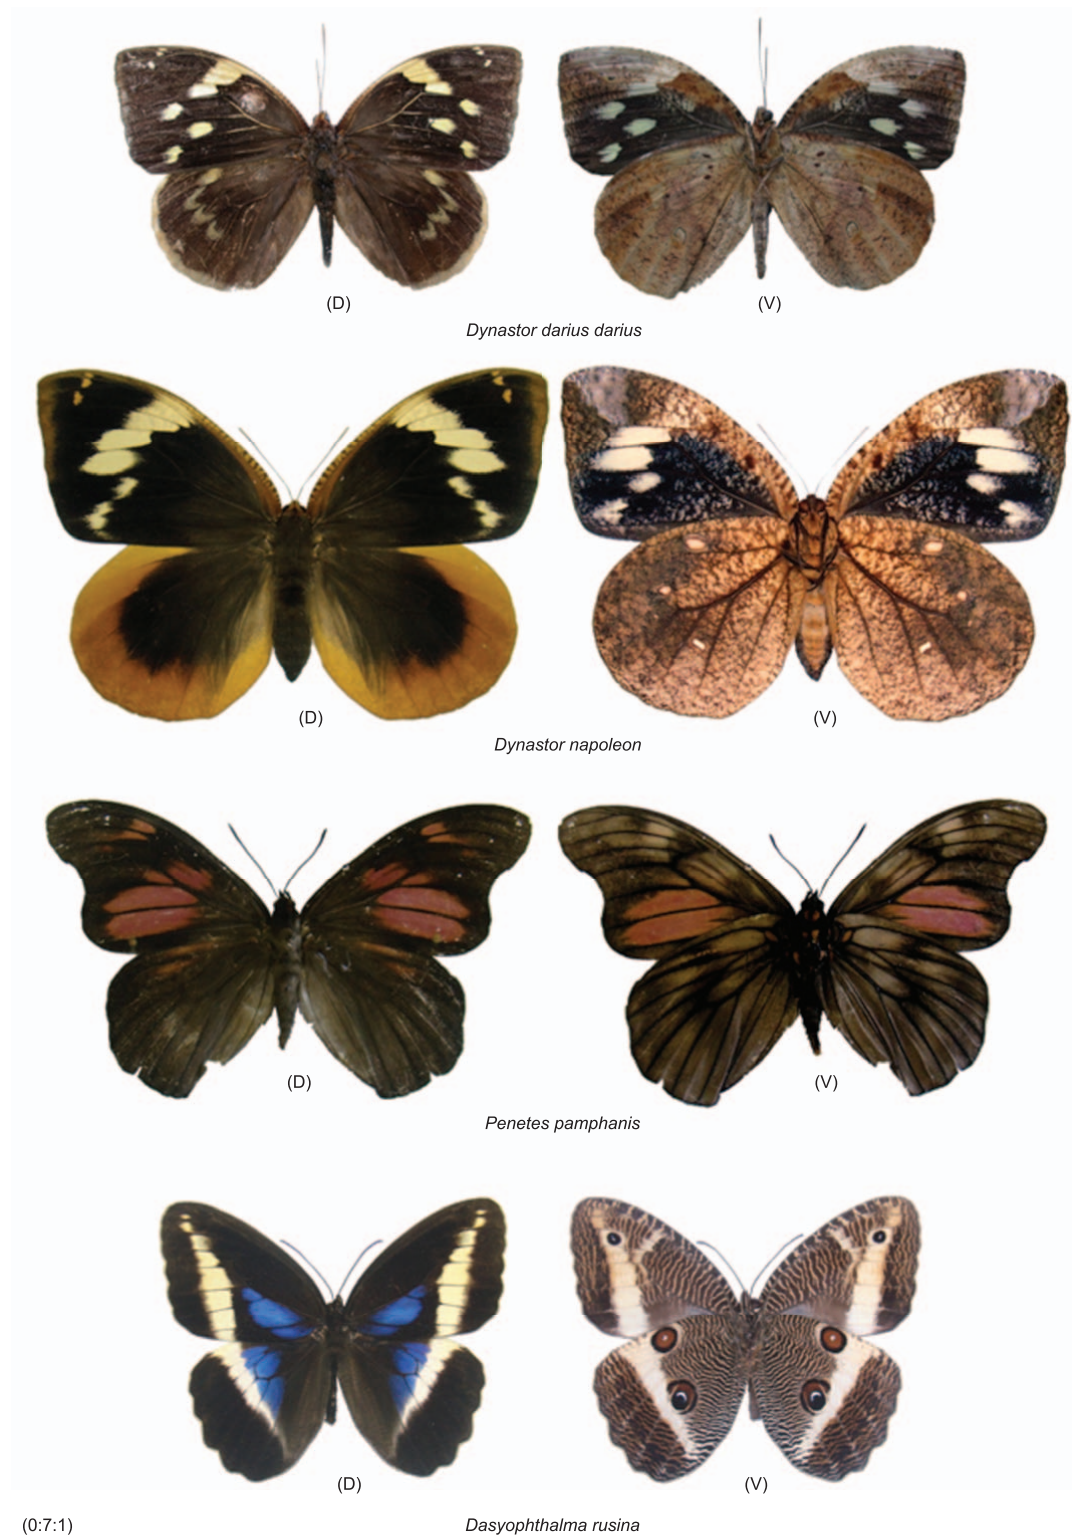 (D) (V)
Dynastor darius darius
(D) (V)
Dynastor napoleon
(D) (V)
Penetes pamphanis
(D) (V)
(0:7:1) Dasyophthalma rusina